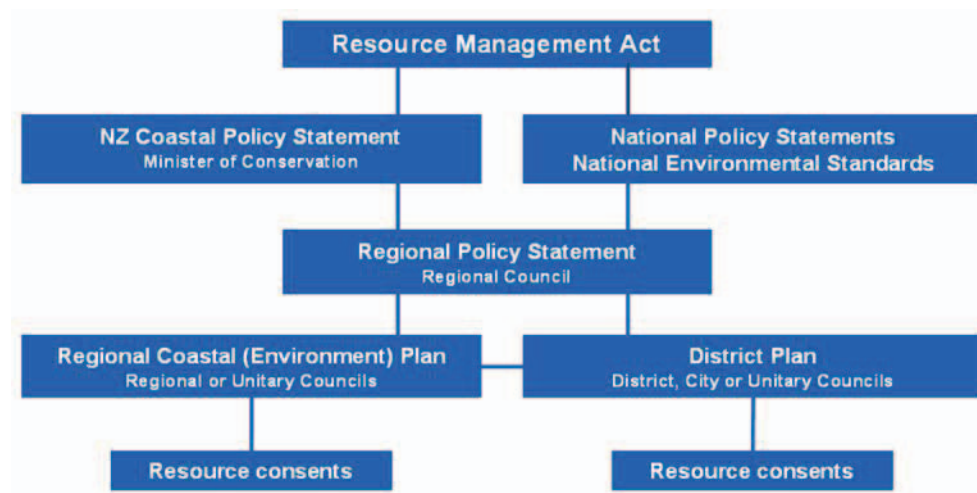 Resource Management Act
NZ Coastal Policy Statement
Minister of Conservation
National Policy Statements
National Environmental Standards
Regional Policy Statement
Regional Council
Regional Coastal (Environment) Plan
Regional or Unitary Councils
District Plan
District, City or Unitary Councils
Resource consents
Resource consents